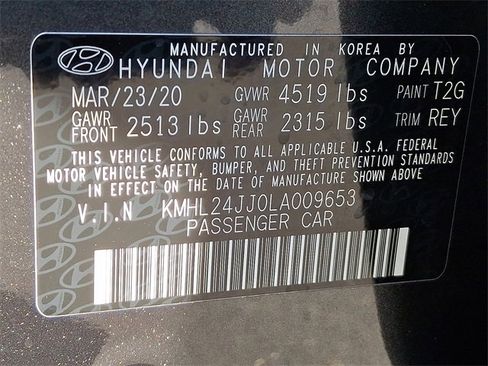 MANUFACTURED IN KOREA BY
HYUNDAI MOTOR COMPANY
MAR/23/20 GVWR 4519 lbs PAINT T2G
GAWR FRONT 2513 lbs GAWR REAR 2315 lbs TRIM REY
THIS VEHICLE CONFORMS TO ALL APPLICABLE U.S.A. FEDERAL
MOTOR VEHICLE SAFETY, BUMPER, AND THEFT PREVENTION STANDARDS
IN EFFECT ON THE DATE OF MANUFACTURE SHOWN ABOVE
V.I.N KMHL24JJ0LA009653
PASSENGER CAR